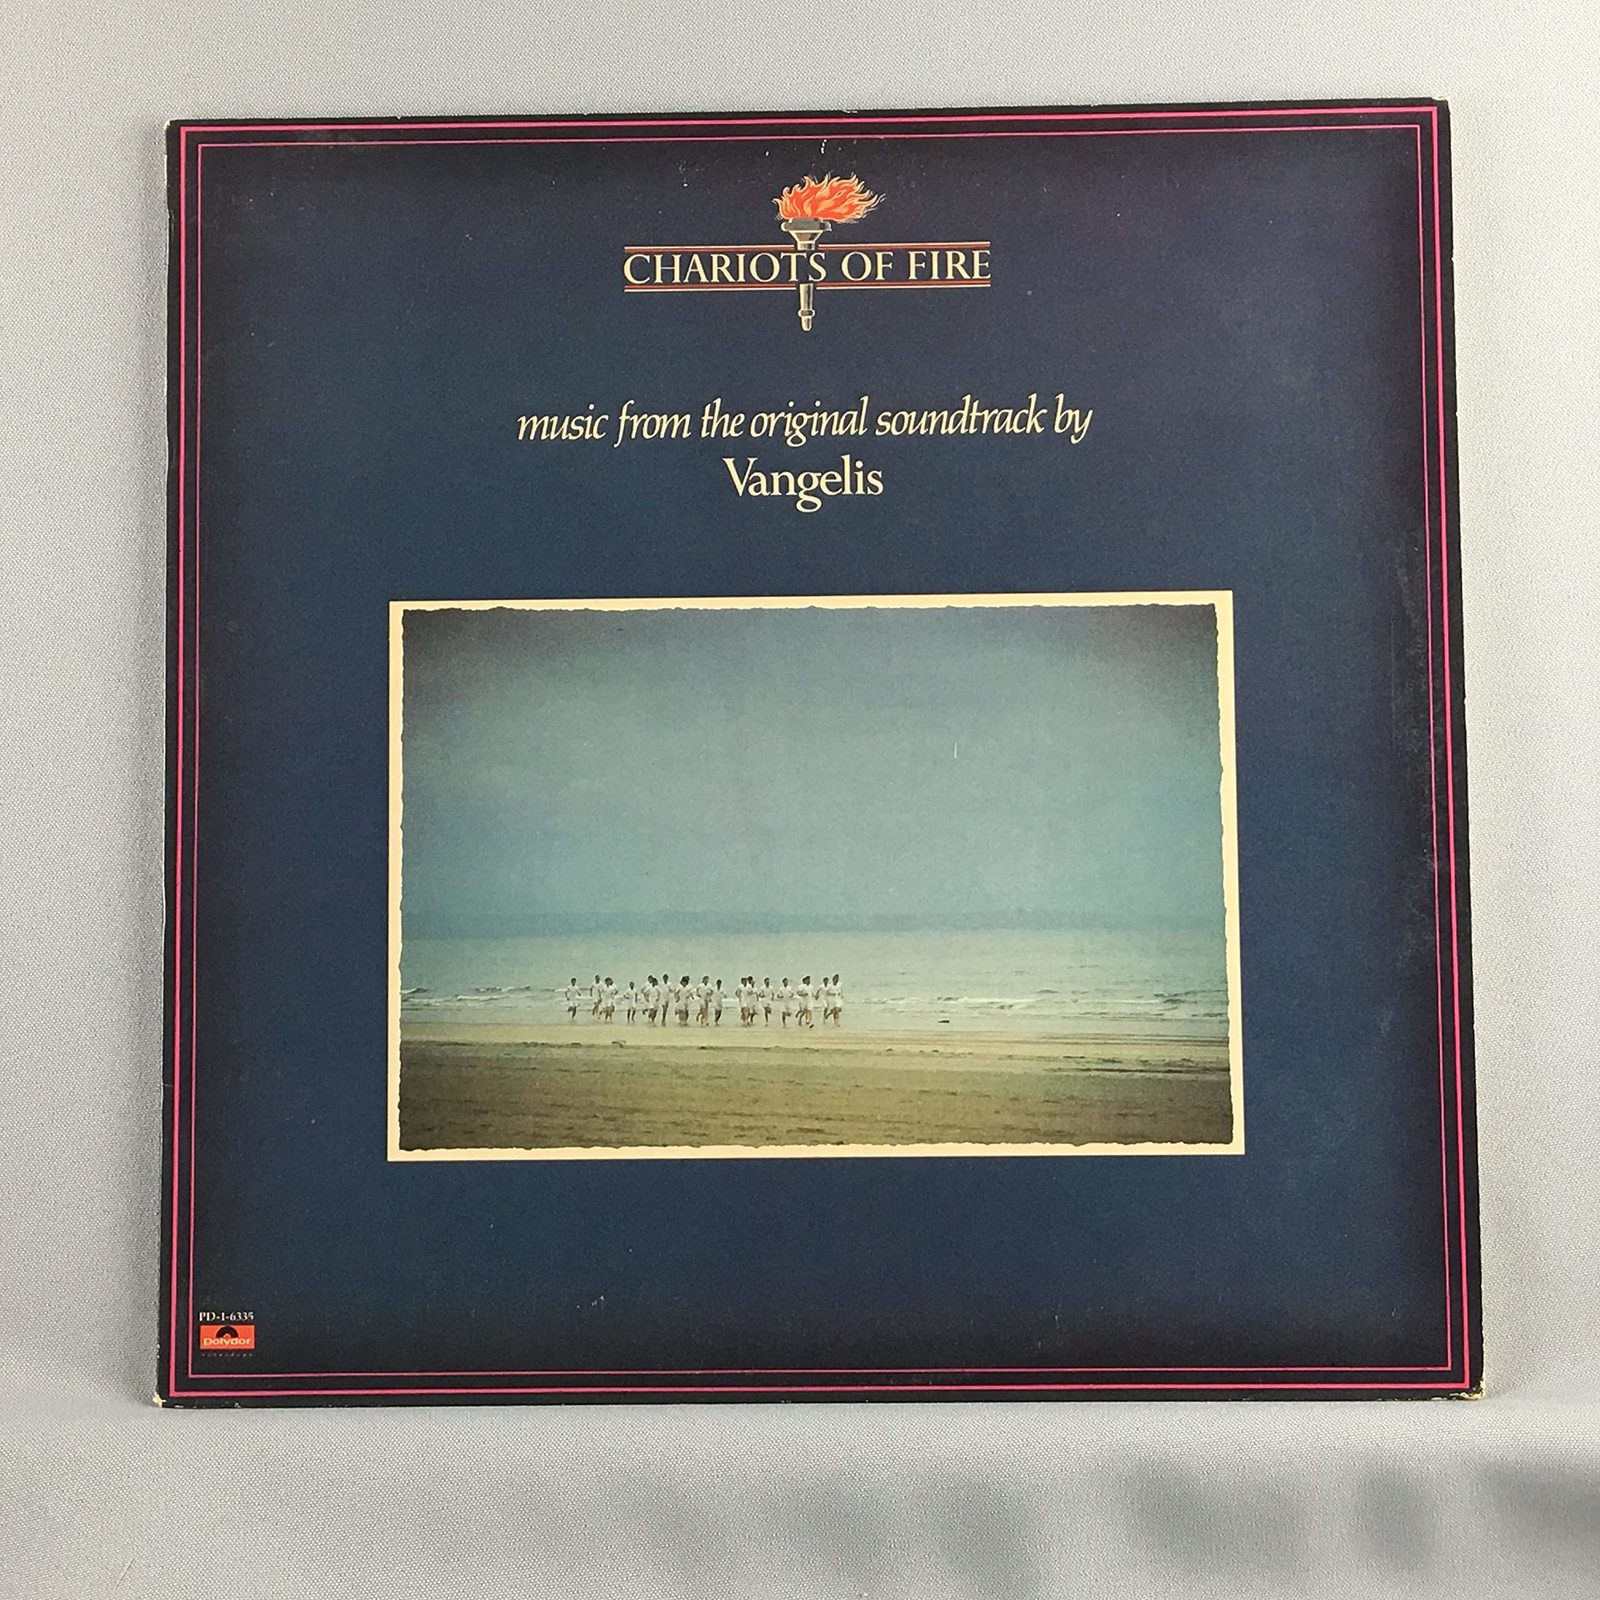 CHARIOTS OF FIRE
music from the original soundtrack by
Vangelis
PD-1-6335
Polydor